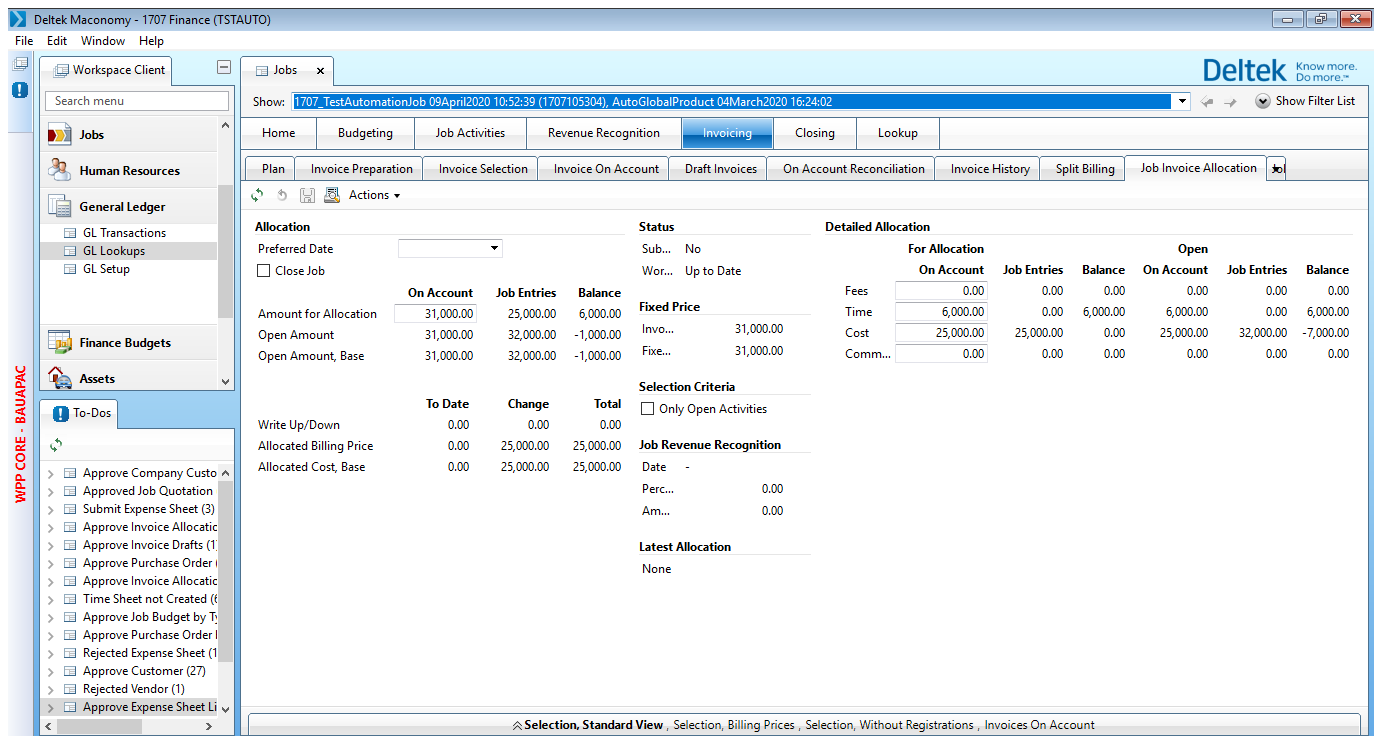 Deltek Maconomy - 1707 Finance (TSTAUTO)
File Edit Window Help
Workspace Client
Search menu
Jobs
Human Resources
General Ledger
GL Transactions
GL Lookups
GL Setup
Finance Budgets
Assets
WPP CORE - BAUAPAC
To-Dos
Approve Company Custo
Approved Job Quotation
Submit Expense Sheet (3)
Approve Invoice Allocatic
Approve Invoice Drafts (1
Approve Purchase Order (
Approve Invoice Allocatic
Time Sheet not Created (6
Approve Job Budget by Ty
Approve Purchase Order
Rejected Expense Sheet (1
Approve Customer (27)
Rejected Vendor (1)
Approve Expense Sheet Li
Jobs
Deltek Know more. Do more.™
Show: 1707_TestAutomationJob 09April2020 10:52:39 (1707105304), AutoGlobalProduct 04March2020 16:24:02 Show Filter List
Home Budgeting Job Activities Revenue Recognition Invoicing Closing Lookup
Plan Invoice Preparation Invoice Selection Invoice On Account Draft Invoices On Account Reconciliation Invoice History Split Billing Job Invoice Allocation
Actions
Allocation
Preferred Date
Close Job
On Account Job Entries Balance
Amount for Allocation 31,000.00 25,000.00 6,000.00
Open Amount 31,000.00 32,000.00 -1,000.00
Open Amount, Base 31,000.00 32,000.00 -1,000.00
To Date Change Total
Write Up/Down 0.00 0.00 0.00
Allocated Billing Price 0.00 25,000.00 25,000.00
Allocated Cost, Base 0.00 25,000.00 25,000.00
Status
Sub... No
Wor... Up to Date
Fixed Price
Invo... 31,000.00
Fixe... 31,000.00
Selection Criteria
Only Open Activities
Job Revenue Recognition
Date -
Perc... 0.00
Am... 0.00
Latest Allocation
None
Detailed Allocation
For Allocation Open
On Account Job Entries Balance On Account Job Entries Balance
Fees 0.00 0.00 0.00 0.00 0.00 0.00
Time 6,000.00 0.00 6,000.00 6,000.00 0.00 6,000.00
Cost 25,000.00 25,000.00 0.00 25,000.00 32,000.00 -7,000.00
Comm... 0.00 0.00 0.00 0.00 0.00 0.00
Selection, Standard View , Selection, Billing Prices , Selection, Without Registrations , Invoices On Account